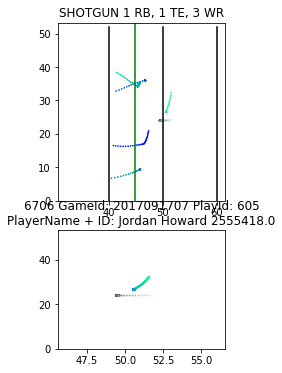 SHOTGUN 1 RB, 1 TE, 3 WR
50
40
30
20
10
0
40 50 60
6706 GameId: 2017091707 PlayId: 605
PlayerName + ID: Jordan Howard 2555418.0
40
20
0
47.5 50.0 52.5 55.0